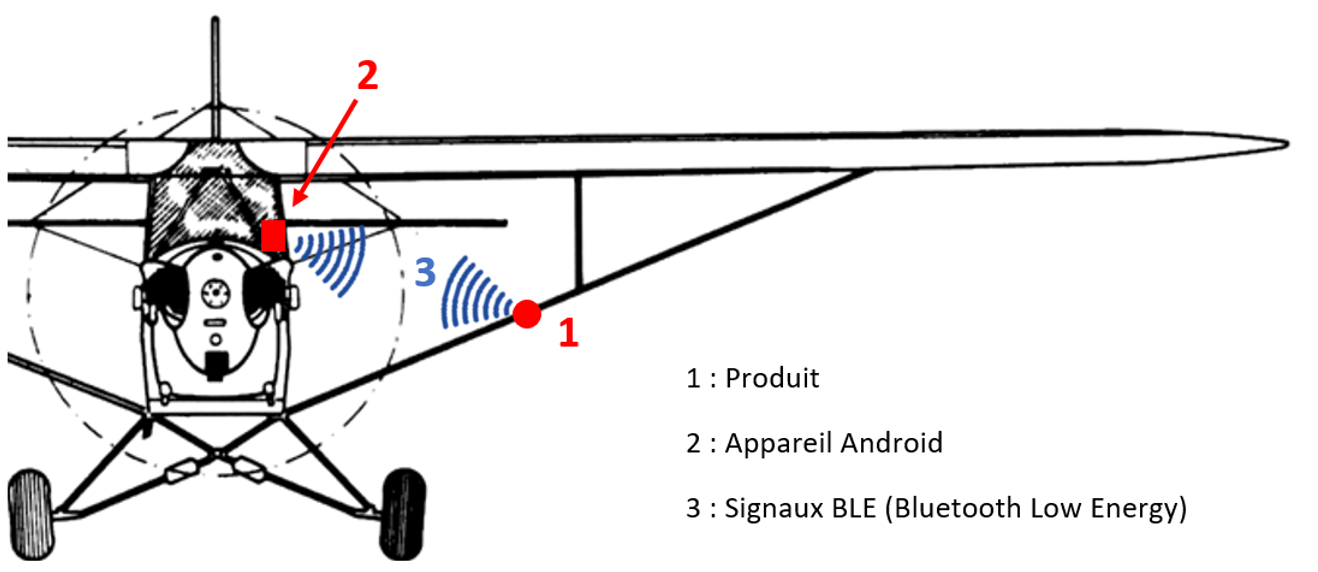 2
3
1
1 : Produit
2 : Appareil Android
3 : Signaux BLE (Bluetooth Low Energy)